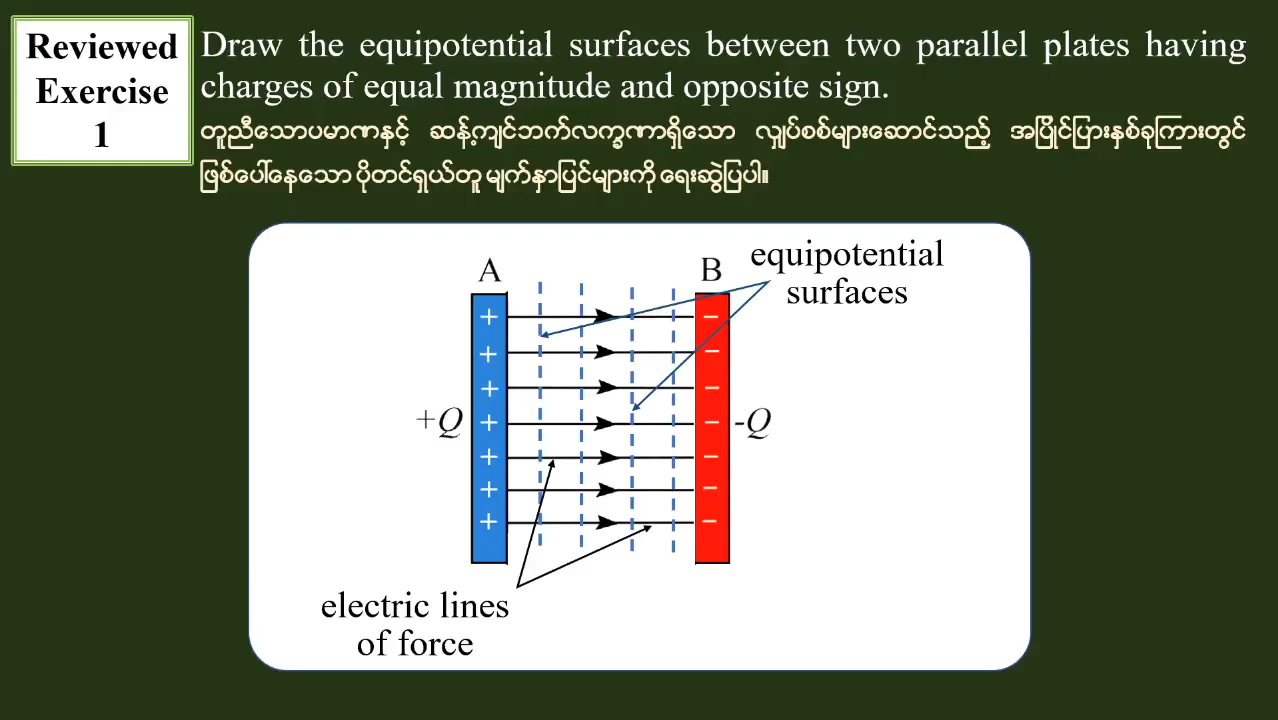 Reviewed
Exercise
1
Draw the equipotential surfaces between two parallel plates having
charges of equal magnitude and opposite sign.
တူညီသောပမာဏနှင့် ဆန့်ကျင်ဘက်လက္ခဏာရှိသော လျှပ်စစ်များဆောင်သည့် အပြိုင်ပြားနှစ်ခုကြားတွင်
ဖြစ်ပေါ်နေသော ပိုတင်ရှယ်တူ မျက်နှာပြင်များကို ရေးဆွဲပြပါ။
equipotential
surfaces
A
B
+ −
+ −
+ −
+Q + − -Q
+ −
+ −
+ −
electric lines
of force